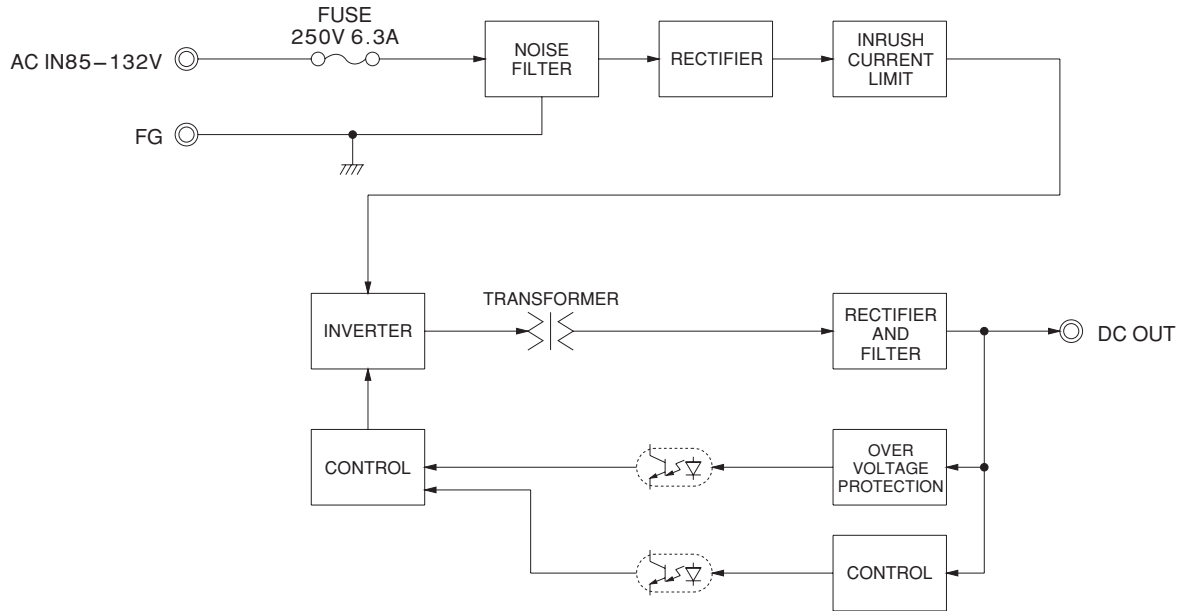 FUSE
250V 6.3A
AC IN85–132V
NOISE
FILTER
RECTIFIER
INRUSH
CURRENT
LIMIT
FG
INVERTER
TRANSFORMER
RECTIFIER
AND
FILTER
DC OUT
CONTROL
OVER
VOLTAGE
PROTECTION
CONTROL